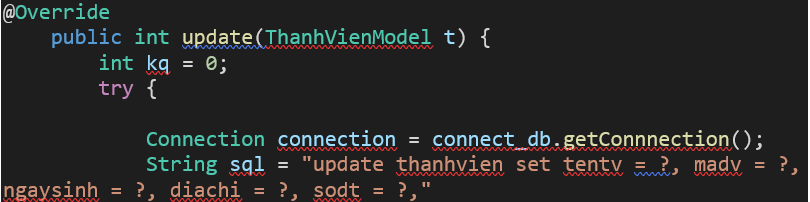 @Override
public int update(ThanhVienModel t) {
int kq = 0;
try {
Connection connection = connect_db.getConnnection();
String sql = "update thanhvien set tentv = ?, madv = ?,
ngaysinh = ?, diachi = ?, sodt = ?,"